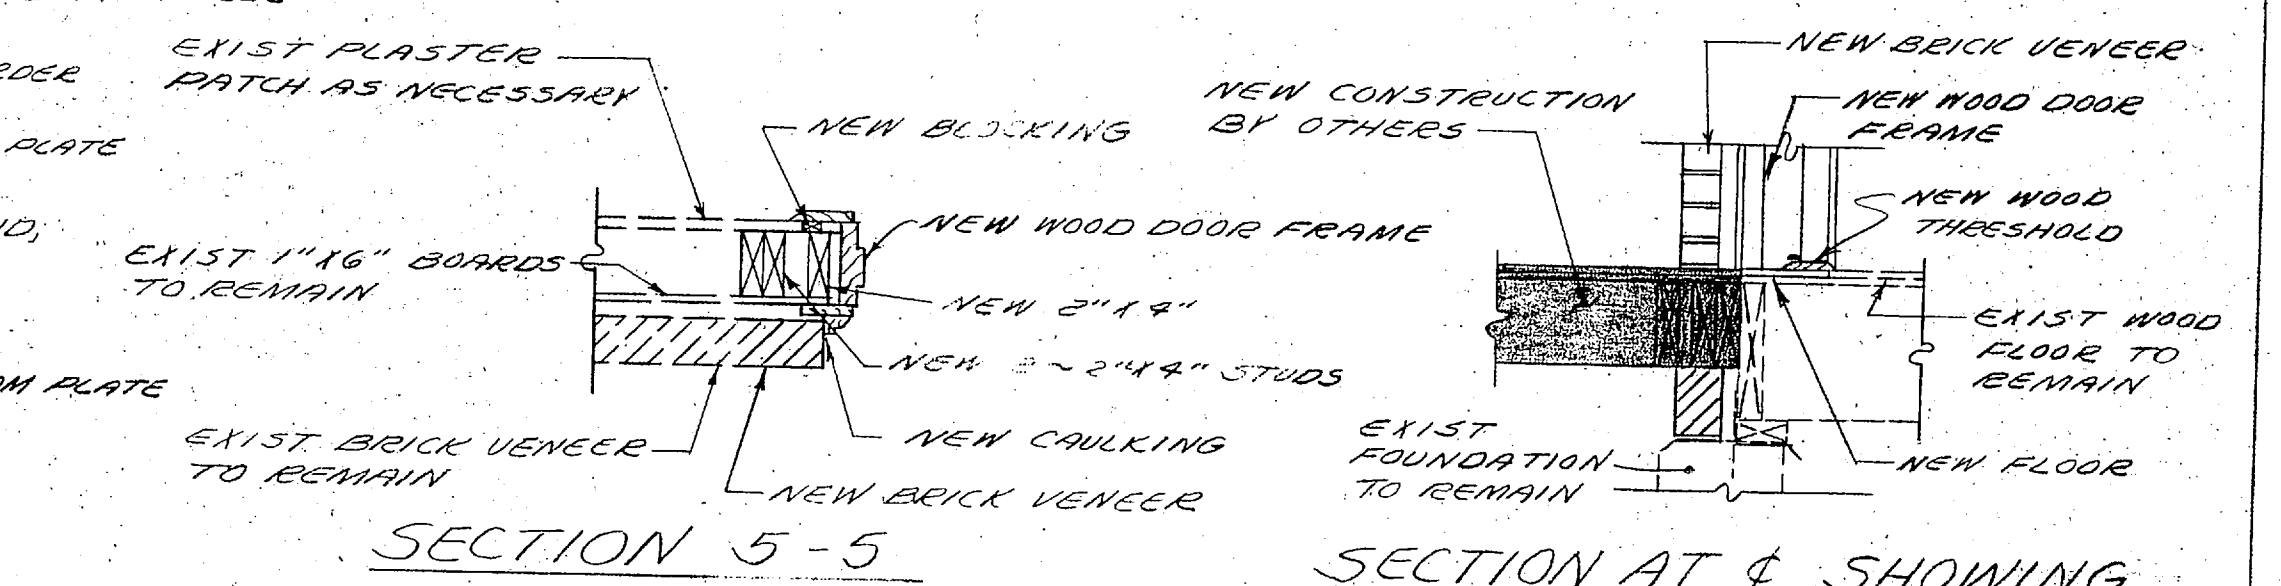 RDER
PLATE
ND,
OM PLATE
EXIST PLASTER
PATCH AS NECESSARY
NEW BLOCKING
NEW WOOD DOOR FRAME
EXIST 1"X6" BOARDS
TO REMAIN
NEW 2"X4"
NEW ~ 2"X4" STUDS
EXIST. BRICK VENEER
TO REMAIN
NEW CAULKING
NEW BRICK VENEER
SECTION 5-5
NEW CONSTRUCTION
BY OTHERS
NEW BRICK VENEER
NEW WOOD DOOR
FRAME
NEW WOOD
THRESHOLD
EXIST WOOD
FLOOR TO
REMAIN
EXIST
FOUNDATION
TO REMAIN
NEW FLOOR
SECTION AT ℄ SHOWING